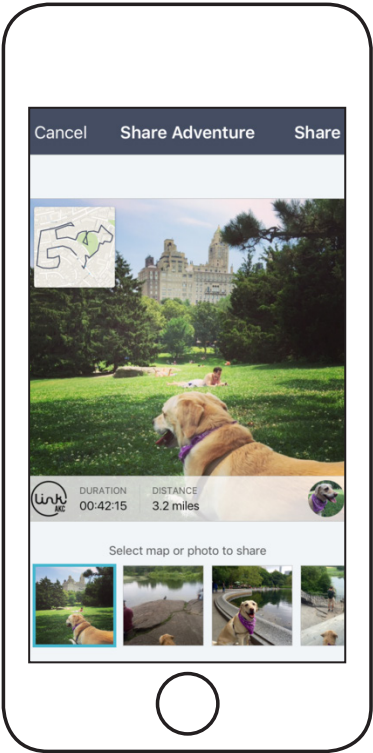 Cancel Share Adventure Share
Link
AKC
DURATION DISTANCE
00:42:15 3.2 miles
Select map or photo to share